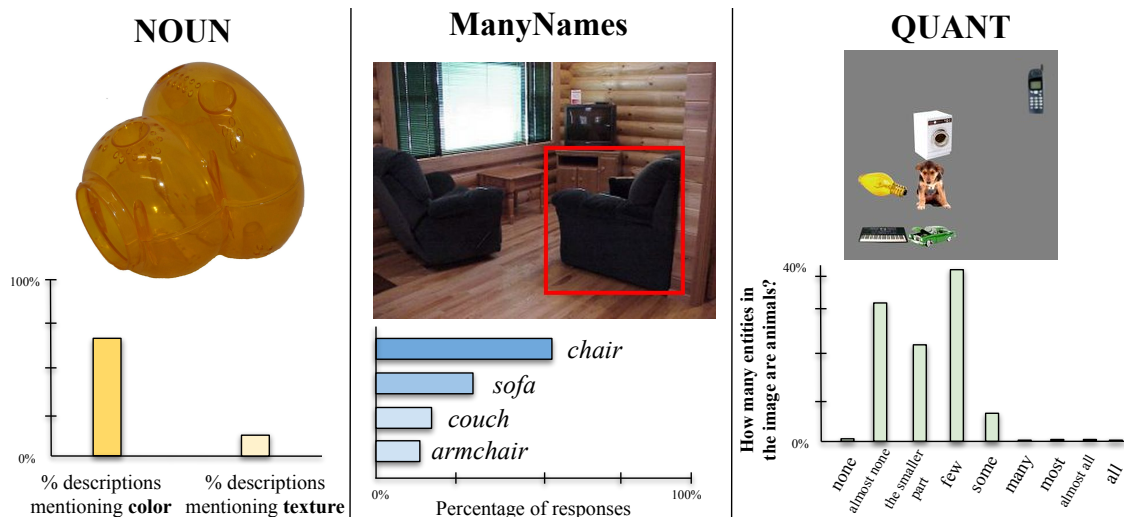 NOUN
100%
0%
% descriptions
mentioning color
% descriptions
mentioning texture
ManyNames
chair
sofa
couch
armchair
0%
100%
Percentage of responses
QUANT
How many entities in
the image are animals?
40%
0%
none
almost none
the smaller
part
few
some
many
most
almost all
all